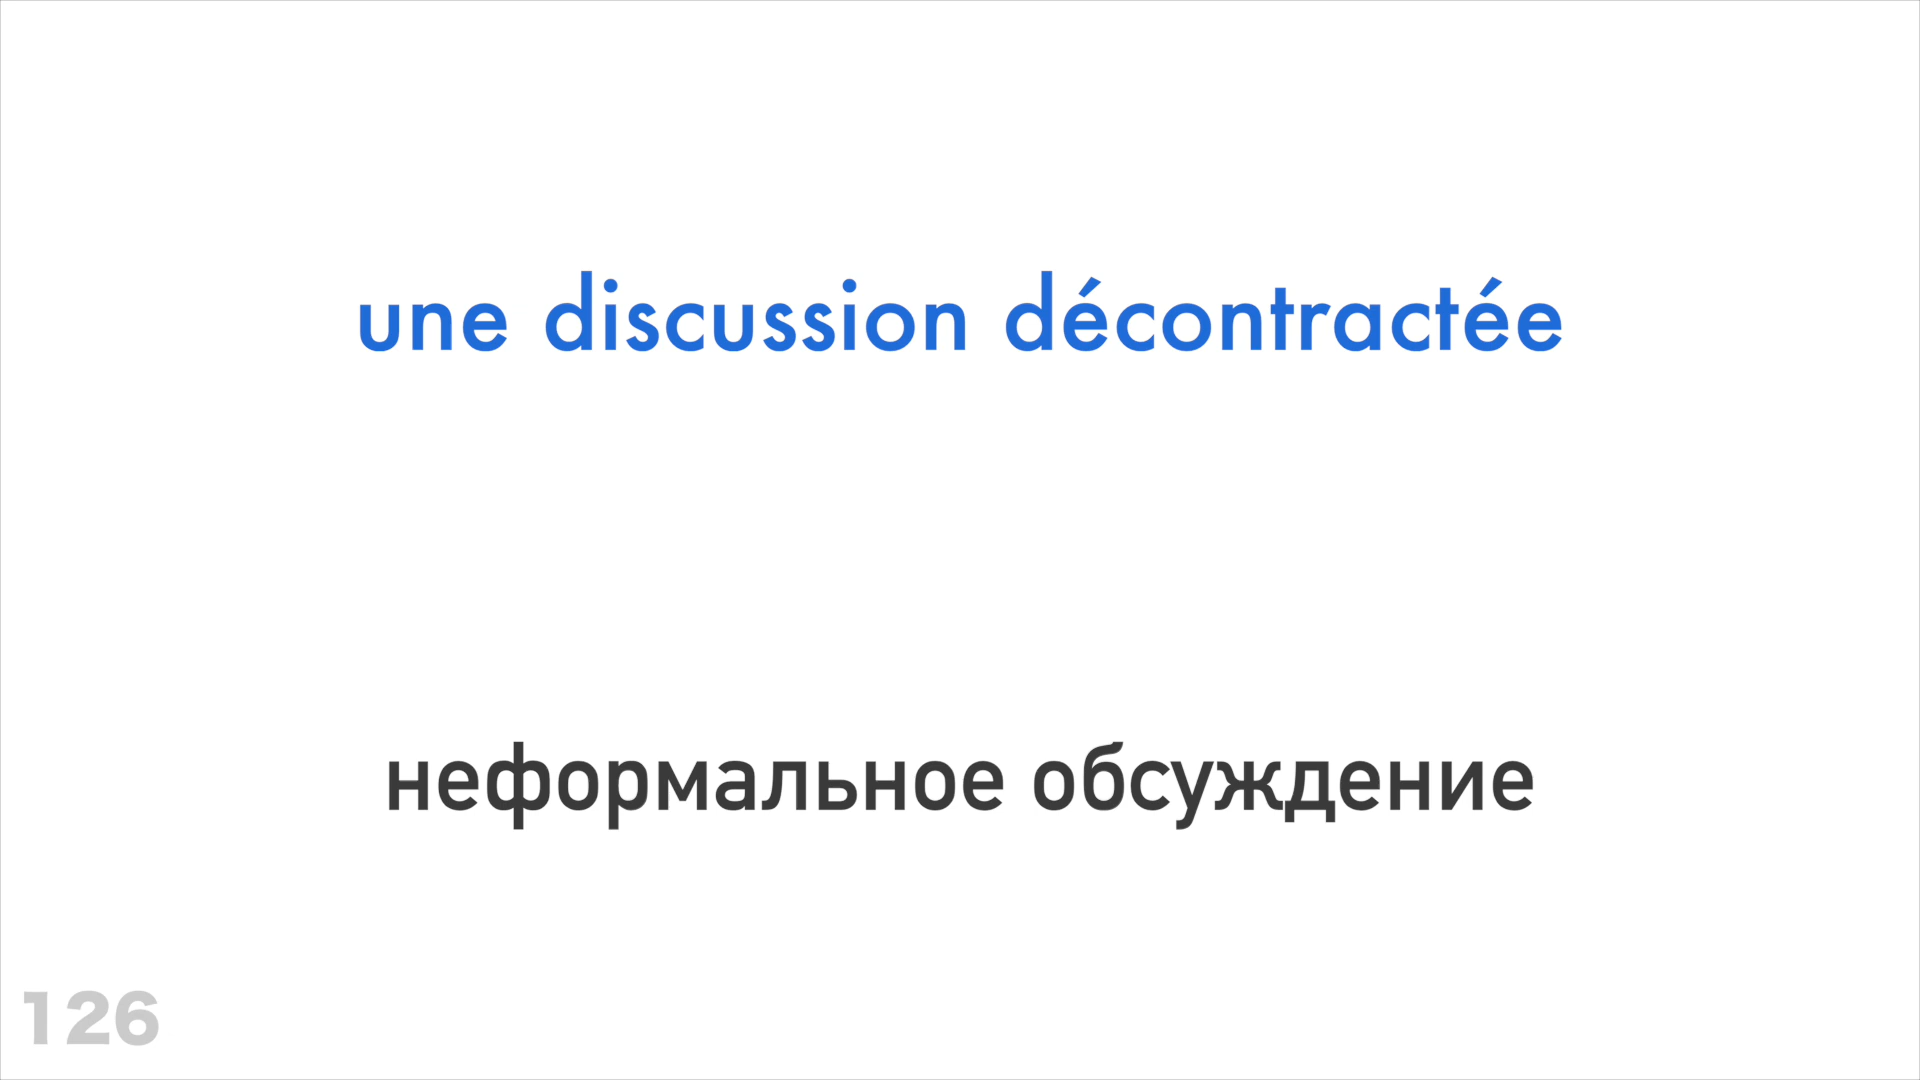 une discussion décontractée
неформальное обсуждение
126